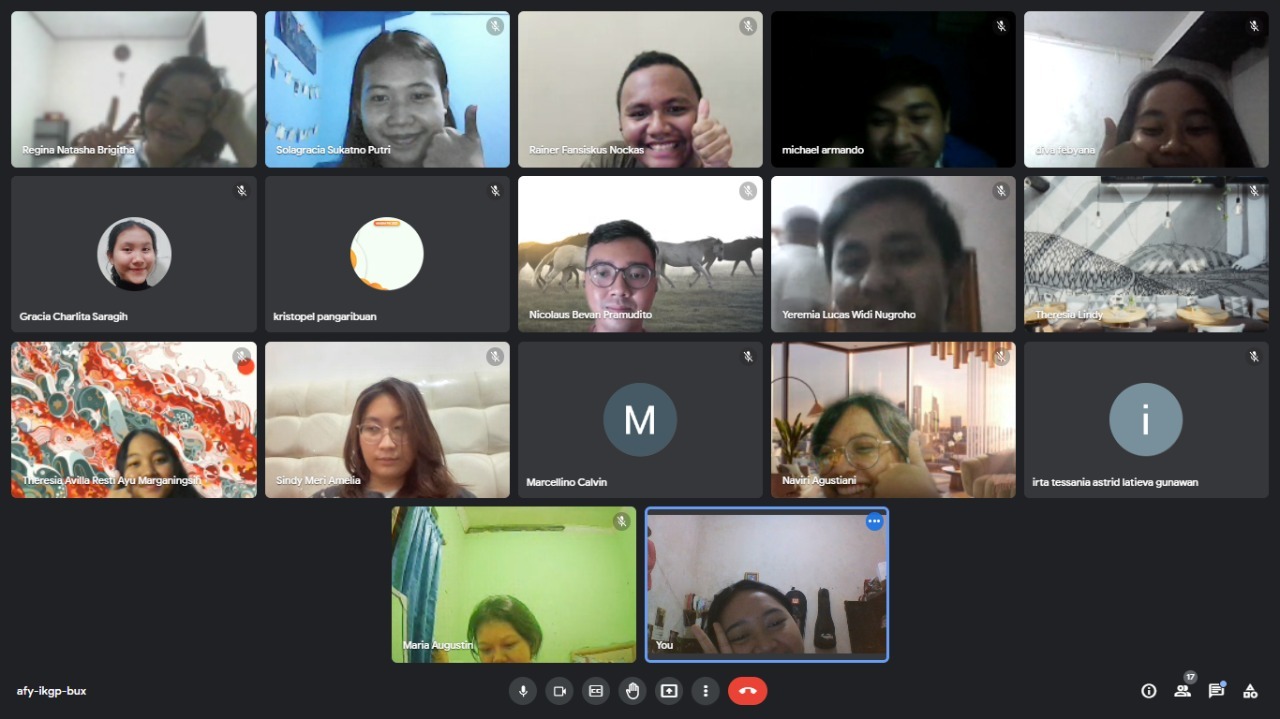 Regina Natasha Brigitha
Solagracia Sukatno Putri
Rainer Fansiskus Nockas
michael armando
diva febyana
Gracia Charlita Saragih
kristopel pangaribuan
Nicolaus Bevan Pramudito
Yeremia Lucas Widi Nugroho
Theresia Lindy
Theresia Avilla Resti Ayu Marganingsih
Sindy Meri Amelia
M
Marcellino Calvin
Naviri Agustiani
i
irta tessania astrid latieva gunawan
Maria Augustin
You
afy-ikgp-bux
17